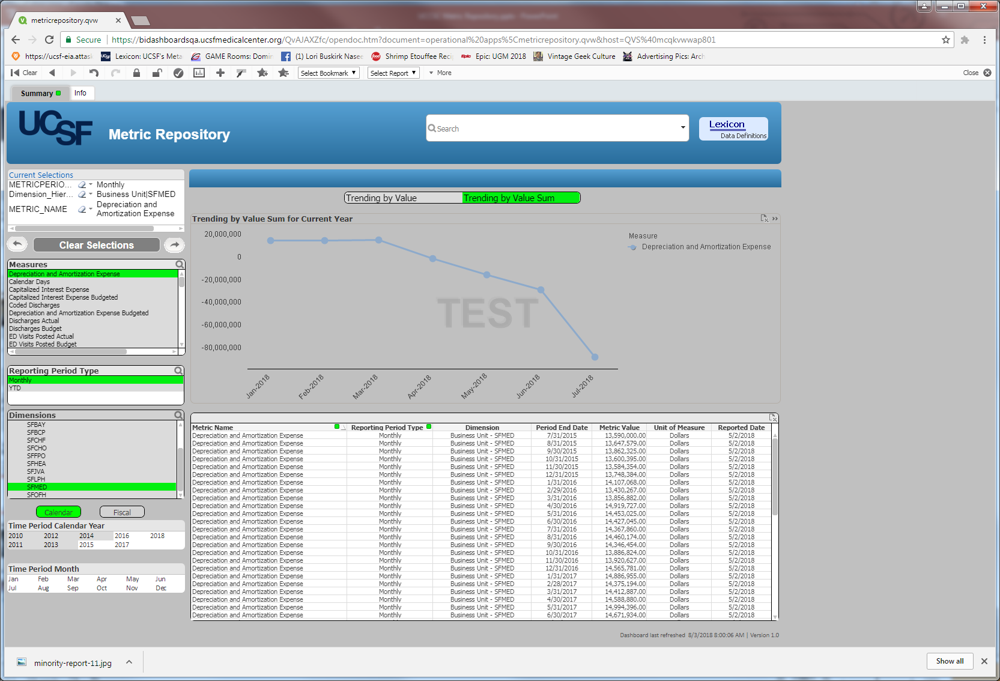 metricrepository.qvw
Secure https://bidashboardsqa.ucsfmedicalcenter.org/QvAJAXZfc/opendoc.htm?document=operational%20apps%5Cmetricrepository.qvw&host=QVS%40mcqkvwwap801
https://ucsf-eia.attask Lexicon: UCSF's Meta GAME Rooms: Domin (1) Lori Buskirk Nasee Shrimp Etouffee Reci Epic: UGM 2018 Vintage Geek Culture Advertising Pics: Arch
Clear Select Bookmark Select Report More Close
Summary Info
UCSF Metric Repository Search Lexicon
Data Definitions
Current Selections
METRICPERIO... Monthly
Dimension_Hier... Business Unit|SFMED
METRIC_NAME Depreciation and
Amortization Expense
Clear Selections
Measures
Depreciation and Amortization Expense
Calendar Days
Capitalized Interest Expense
Capitalized Interest Expense Budgeted
Coded Discharges
Depreciation and Amortization Expense Budgeted
Discharges Actual
Discharges Budget
ED Visits Posted Actual
ED Visits Posted Budget
Reporting Period Type
Monthly
YTD
Dimensions
SFBAY
SFBCP
SFCHF
SFCHO
SFFPO
SFHEA
SFJVA
SFLPH
SFMED
SFOFH
Calendar Fiscal
Time Period Calendar Year
2010 2012 2014 2016 2018
2011 2013 2015 2017
Time Period Month
Jan Feb Mar Apr May Jun
Jul Aug Sep Oct Nov Dec
Trending by Value Trending by Value Sum
Trending by Value Sum for Current Year
20,000,000
0
-20,000,000
-40,000,000
-60,000,000
-80,000,000
TEST
Jan-2018 Feb-2018 Mar-2018 Apr-2018 May-2018 Jun-2018 Jul-2018
Measure
Depreciation and Amortization Expense
Metric Name Reporting Period Type Dimension Period End Date Metric Value Unit of Measure Reported Date
Depreciation and Amortization Expense Monthly Business Unit - SFMED 7/31/2015 13,590,000.00 Dollars 5/2/2018
Depreciation and Amortization Expense Monthly Business Unit - SFMED 8/31/2015 13,647,579.00 Dollars 5/2/2018
Depreciation and Amortization Expense Monthly Business Unit - SFMED 9/30/2015 13,862,325.00 Dollars 5/2/2018
Depreciation and Amortization Expense Monthly Business Unit - SFMED 10/31/2015 13,600,395.00 Dollars 5/2/2018
Depreciation and Amortization Expense Monthly Business Unit - SFMED 11/30/2015 13,584,354.00 Dollars 5/2/2018
Depreciation and Amortization Expense Monthly Business Unit - SFMED 12/31/2015 13,748,384.00 Dollars 5/2/2018
Depreciation and Amortization Expense Monthly Business Unit - SFMED 1/31/2016 14,107,068.00 Dollars 5/2/2018
Depreciation and Amortization Expense Monthly Business Unit - SFMED 2/29/2016 13,430,267.00 Dollars 5/2/2018
Depreciation and Amortization Expense Monthly Business Unit - SFMED 3/31/2016 13,856,882.00 Dollars 5/2/2018
Depreciation and Amortization Expense Monthly Business Unit - SFMED 4/30/2016 14,919,727.00 Dollars 5/2/2018
Depreciation and Amortization Expense Monthly Business Unit - SFMED 5/31/2016 14,453,025.00 Dollars 5/2/2018
Depreciation and Amortization Expense Monthly Business Unit - SFMED 6/30/2016 14,427,045.00 Dollars 5/2/2018
Depreciation and Amortization Expense Monthly Business Unit - SFMED 7/31/2016 14,367,860.00 Dollars 5/2/2018
Depreciation and Amortization Expense Monthly Business Unit - SFMED 8/31/2016 14,460,174.00 Dollars 5/2/2018
Depreciation and Amortization Expense Monthly Business Unit - SFMED 9/30/2016 14,346,454.00 Dollars 5/2/2018
Depreciation and Amortization Expense Monthly Business Unit - SFMED 10/31/2016 13,886,824.00 Dollars 5/2/2018
Depreciation and Amortization Expense Monthly Business Unit - SFMED 11/30/2016 13,920,627.00 Dollars 5/2/2018
Depreciation and Amortization Expense Monthly Business Unit - SFMED 12/31/2016 14,565,781.00 Dollars 5/2/2018
Depreciation and Amortization Expense Monthly Business Unit - SFMED 1/31/2017 14,886,955.00 Dollars 5/2/2018
Depreciation and Amortization Expense Monthly Business Unit - SFMED 2/28/2017 14,375,194.00 Dollars 5/2/2018
Depreciation and Amortization Expense Monthly Business Unit - SFMED 3/31/2017 14,412,887.00 Dollars 5/2/2018
Depreciation and Amortization Expense Monthly Business Unit - SFMED 4/30/2017 14,588,880.00 Dollars 5/2/2018
Depreciation and Amortization Expense Monthly Business Unit - SFMED 5/31/2017 14,994,396.00 Dollars 5/2/2018
Depreciation and Amortization Expense Monthly Business Unit - SFMED 6/30/2017 14,671,934.00 Dollars 5/2/2018
Dashboard last refreshed 8/3/2018 8:00:06 AM | Version 1.0
minority-report-11.jpg Show all